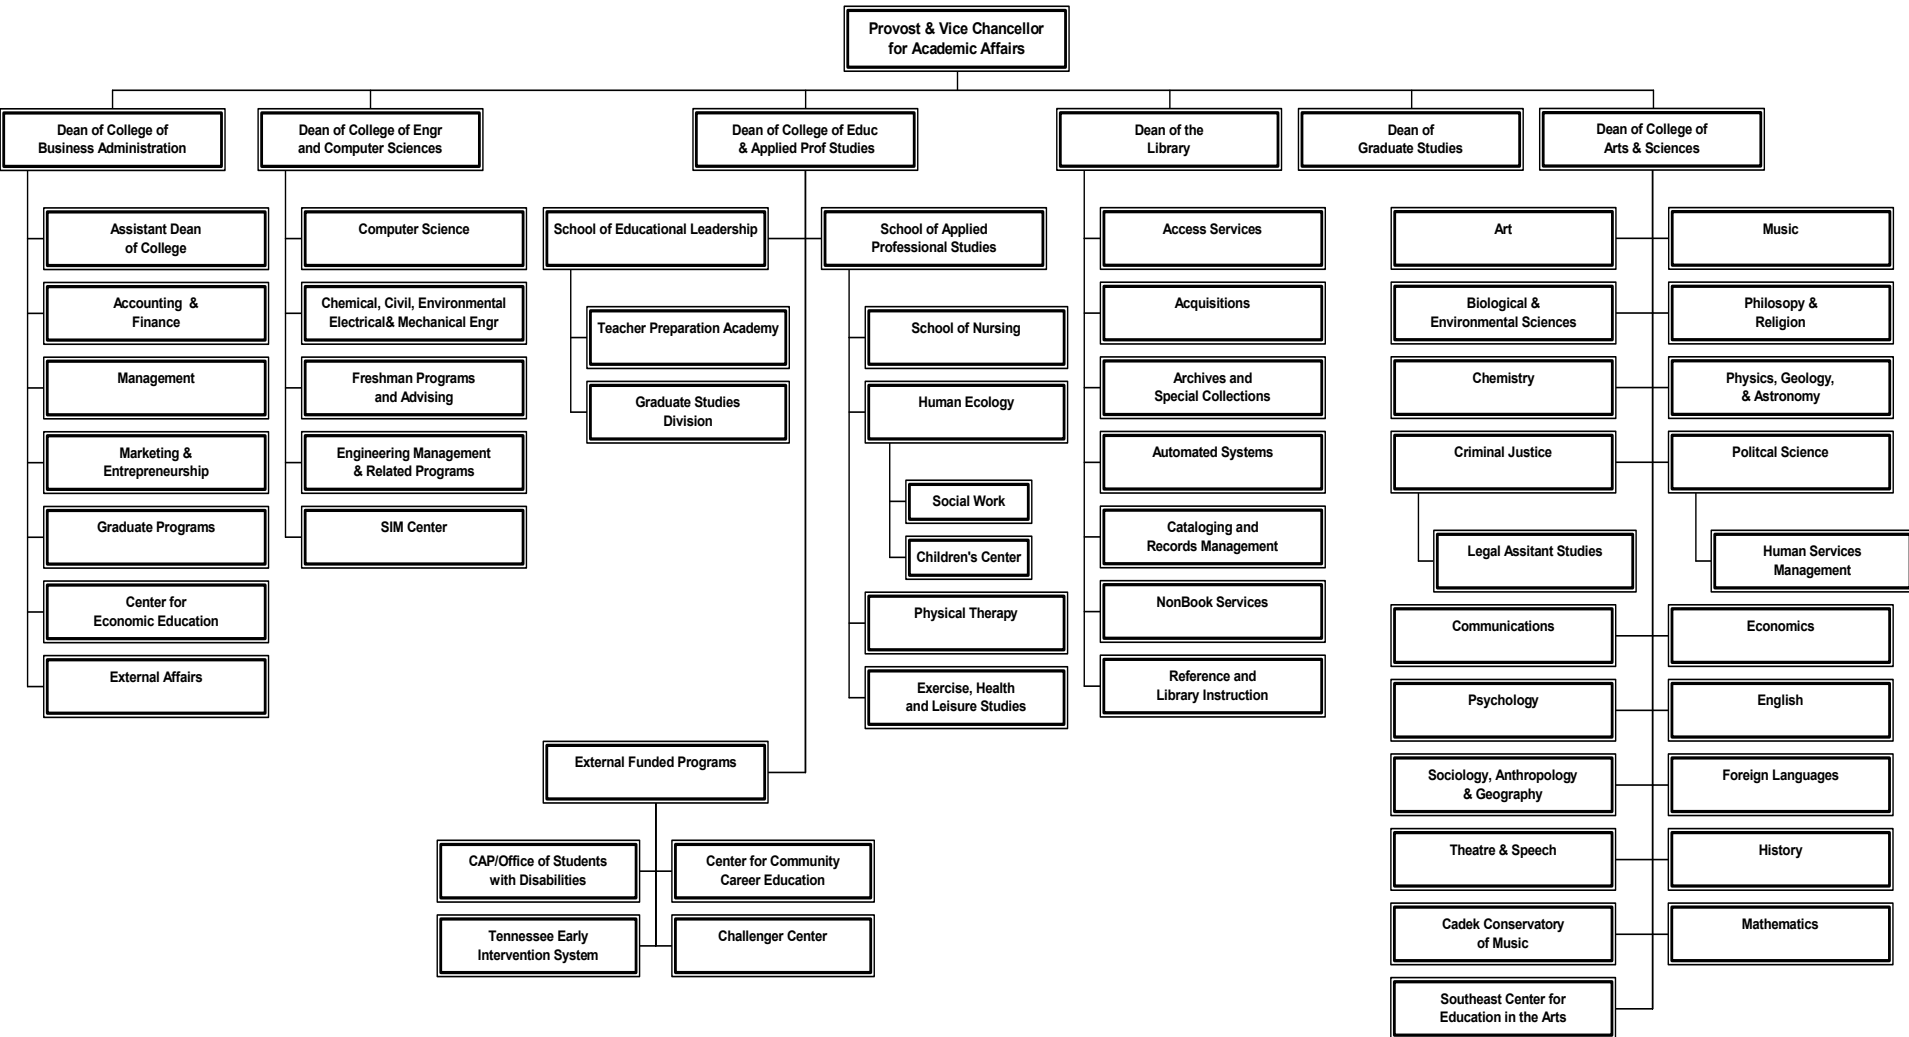 Provost & Vice Chancellor
for Academic Affairs
Dean of College of
Business Administration
Dean of College of Engr
and Computer Sciences
Dean of College of Educ
& Applied Prof Studies
Dean of the
Library
Dean of
Graduate Studies
Dean of College of
Arts & Sciences
Assistant Dean
of College
Accounting &
Finance
Management
Marketing &
Entrepreneurship
Graduate Programs
Center for
Economic Education
External Affairs
Computer Science
Chemical, Civil, Environmental
Electrical& Mechanical Engr
Freshman Programs
and Advising
Engineering Management
& Related Programs
SIM Center
School of Educational Leadership
Teacher Preparation Academy
Graduate Studies
Division
School of Applied
Professional Studies
School of Nursing
Human Ecology
Social Work
Children's Center
Physical Therapy
Exercise, Health
and Leisure Studies
External Funded Programs
CAP/Office of Students
with Disabilities
Center for Community
Career Education
Tennessee Early
Intervention System
Challenger Center
Access Services
Acquisitions
Archives and
Special Collections
Automated Systems
Cataloging and
Records Management
NonBook Services
Reference and
Library Instruction
Art
Music
Biological &
Environmental Sciences
Philosopy &
Religion
Chemistry
Physics, Geology,
& Astronomy
Criminal Justice
Politcal Science
Legal Assitant Studies
Human Services
Management
Communications
Economics
Psychology
English
Sociology, Anthropology
& Geography
Foreign Languages
Theatre & Speech
History
Cadek Conservatory
of Music
Mathematics
Southeast Center for
Education in the Arts